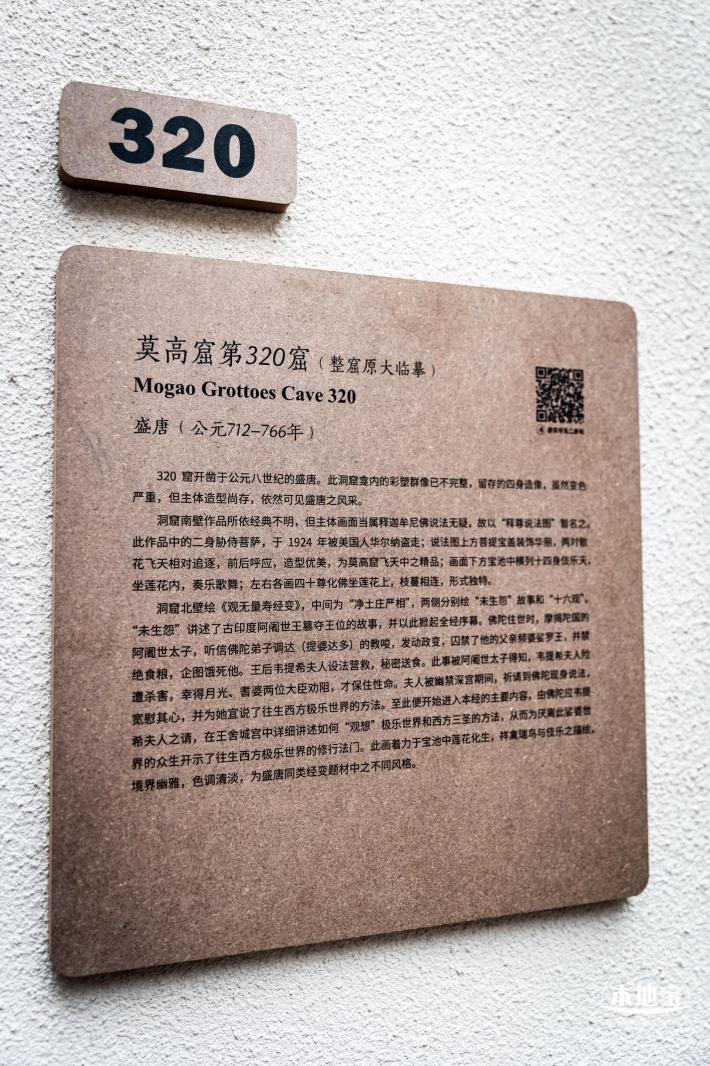 320
莫高窟第320窟（整窟原大临摹）
Mogao Grottoes Cave 320
盛唐（公元712—766年）
320 窟开凿于公元八世纪的盛唐。此洞窟龛内的彩塑群像已不完整，留存的四身造像，虽然变色
严重，但主体造型尚存，依然可见盛唐之风采。
洞窟南壁作品所依经典不明，但主体画面当属释迦牟尼佛说法无疑，故以“释尊说法图”暂名之。
此作品中的二身胁侍菩萨，于 1924 年被美国人华尔纳盗走；说法图上方菩提宝盖装饰华丽，两对散
花飞天相对追逐，前后呼应，造型优美，为莫高窟飞天中之精品；画面下方宝池中横列十四身伎乐天，
坐莲花内，奏乐歌舞；左右各画四十尊化佛坐莲花上，枝蔓相连，形式独特。
洞窟北壁绘《观无量寿经变》，中间为“净土庄严相”，两侧分别绘“未生怨”故事和“十六观”。
“未生怨”讲述了古印度阿阇世王篡夺王位的故事，并以此掀起全经序幕。佛陀住世时，摩揭陀国的
阿阇世太子，听信佛陀弟子调达（提婆达多）的教唆，发动政变，囚禁了他的父亲频婆娑罗王，并禁
绝食粮，企图饿死他。王后韦提希夫人设法营救，秘密送食。此事被阿阇世太子得知，韦提希夫人险
遭杀害，幸得月光、耆婆两位大臣劝阻，才保住性命。夫人被幽禁深宫期间，祈请到佛陀现身说法，
宽慰其心，并为她宣说了往生西方极乐世界的方法。至此便开始进入本经的主要内容，由佛陀应韦提
希夫人之请，在王舍城宫中详细讲述如何“观想”极乐世界和西方三圣的方法，从而为厌离此娑婆世
界的众生开示了往生西方极乐世界的修行法门。此画着力于宝池中莲花化生，祥禽瑞鸟与伎乐之描绘，
境界幽雅，色调清淡，为盛唐同类经变题材中之不同风格。
本地宝